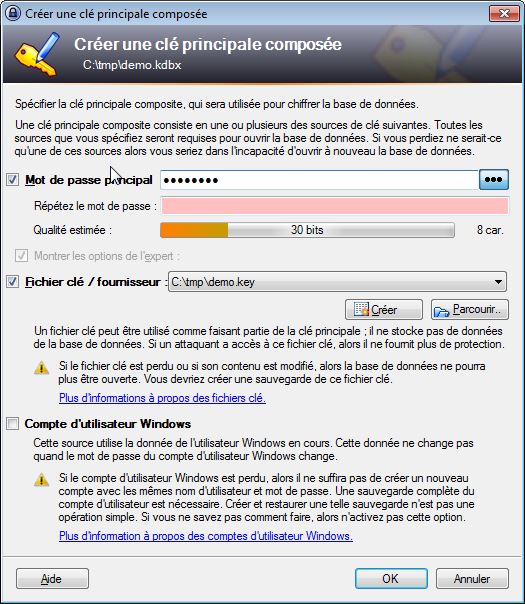 Créer une clé principale composée
Créer une clé principale composée
C:\tmp\demo.kdbx
Spécifier la clé principale composite, qui sera utilisée pour chiffrer la base de données.
Une clé principale composite consiste en une ou plusieurs des sources de clé suivantes. Toutes les
sources que vous spécifiez seront requises pour ouvrir la base de données. Si vous perdiez ne serait-ce
qu'une de ces sources alors vous seriez dans l'incapacité d'ouvrir à nouveau la base de données.
Mot de passe principal ●●●●●●●●
Répétez le mot de passe :
Qualité estimée : 30 bits 8 car.
Montrer les options de l'expert :
Fichier clé / fournisseur : C:\tmp\demo.key
Créer Parcourir..
Un fichier clé peut être utilisé comme faisant partie de la clé principale ; il ne stocke pas de données
de la base de données. Si un attaquant a accès à ce fichier clé, alors il ne fournit plus de protection.
Si le fichier clé est perdu ou si son contenu est modifié, alors la base de données ne pourra
plus être ouverte. Vous devriez créer une sauvegarde de ce fichier clé.
Plus d'informations à propos des fichiers clé.
Compte d'utilisateur Windows
Cette source utilise la donnée de l'utilisateur Windows en cours. Cette donnée ne change pas
quand le mot de passe du compte d'utilisateur Windows change.
Si le compte d'utilisateur Windows est perdu, alors il ne suffira pas de créer un nouveau
compte avec les même nom d'utilisateur et mot de passe. Une sauvegarde complète du
compte d'utilisateur est nécessaire. Créer et restaurer une telle sauvegarde n'est pas une
opération simple. Si vous ne savez pas comment faire, alors n'activez pas cette option.
Plus d'information à propos des comptes d'utilisateur Windows.
Aide OK Annuler